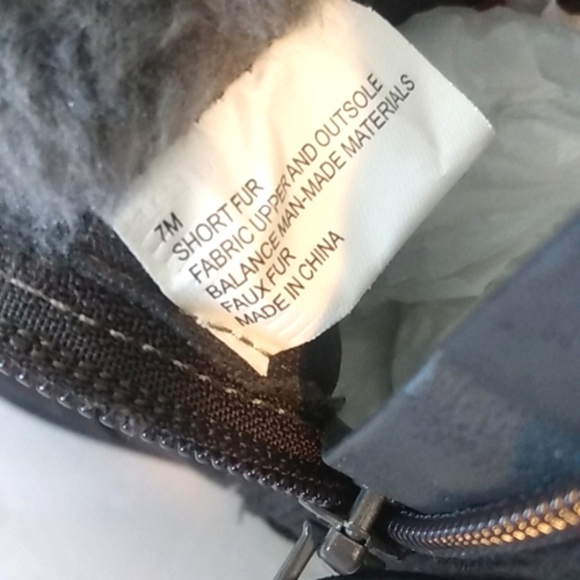 7M
SHORT FUR
FABRIC UPPER AND OUTSOLE
BALANCE MAN-MADE MATERIALS
FAUX FUR
MADE IN CHINA